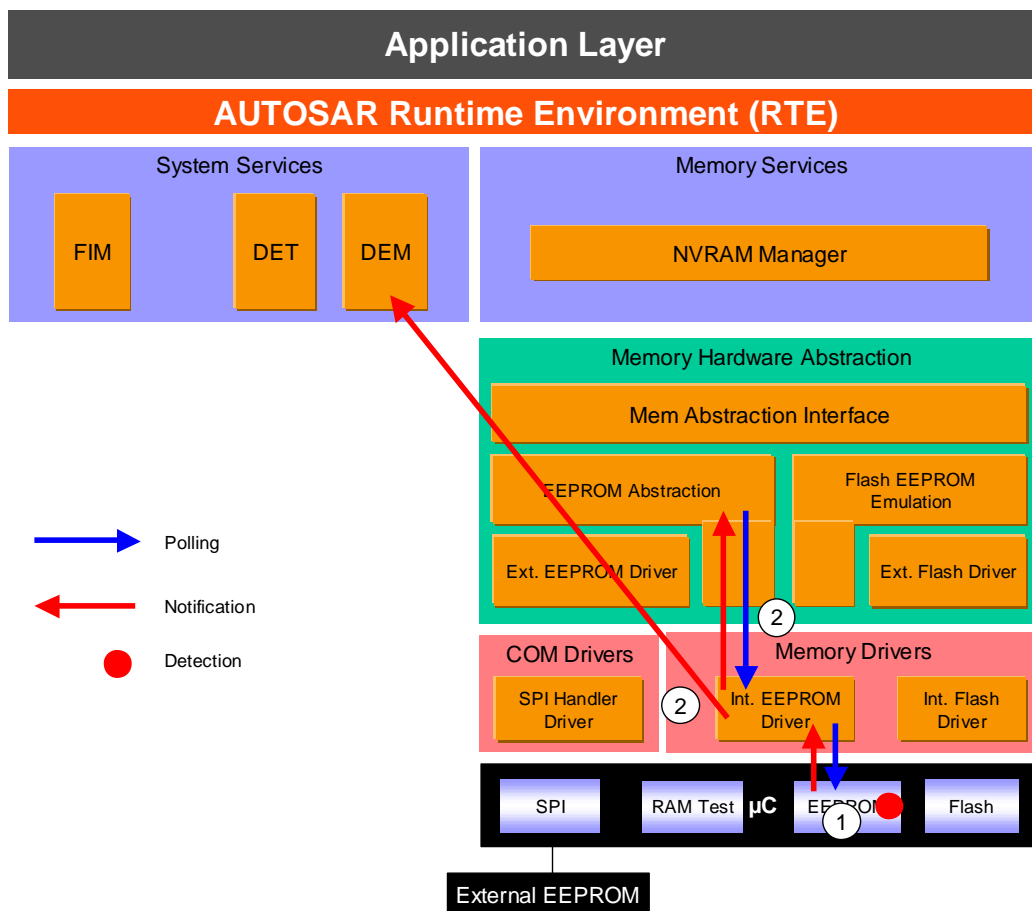 Application Layer
AUTOSAR Runtime Environment (RTE)
System Services
FIM
DET
DEM
Memory Services
NVRAM Manager
Memory Hardware Abstraction
Mem Abstraction Interface
EEPROM Abstraction
Flash EEPROM
Emulation
Ext. EEPROM Driver
Ext. Flash Driver
Polling
Notification
Detection
2
COM Drivers
SPI Handler
Driver
2
Memory Drivers
Int. EEPROM
Driver
Int. Flash
Driver
SPI
RAM Test
µC
EEPROM
1
Flash
External EEPROM